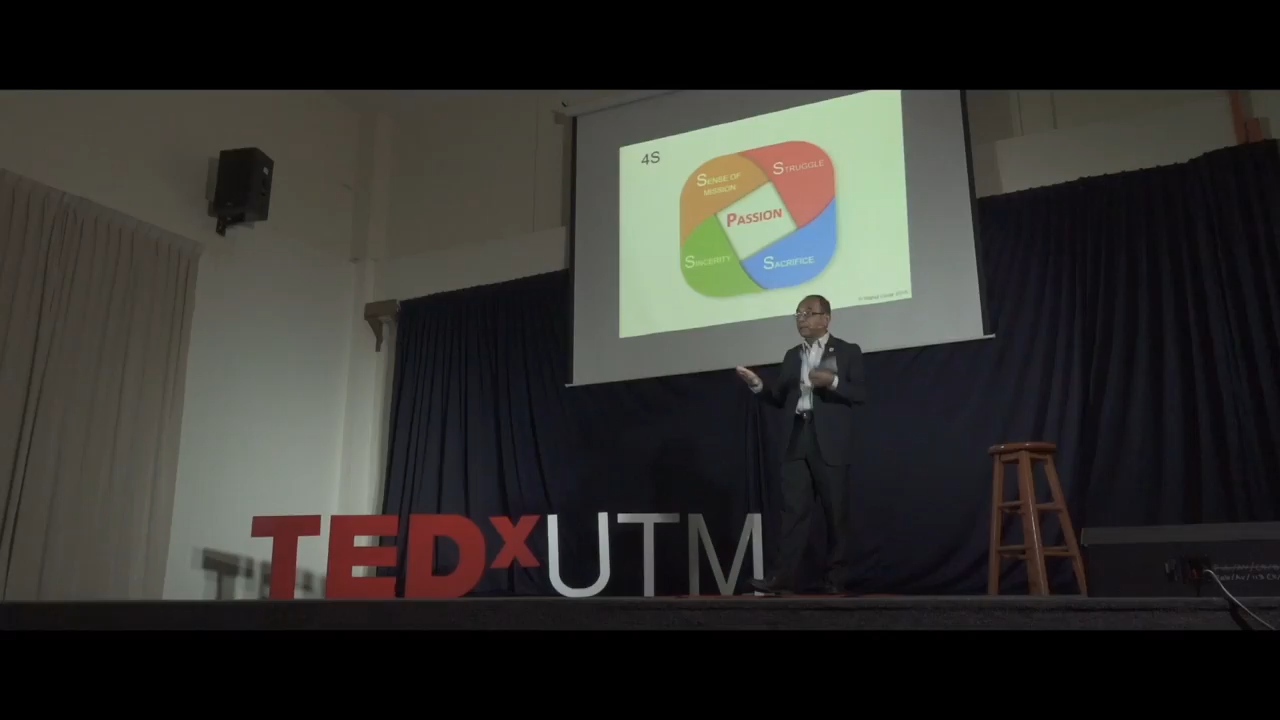 4S
SENSE OF
MISSION
STRUGGLE
PASSION
SINCERITY
SACRIFICE
TEDxUTM